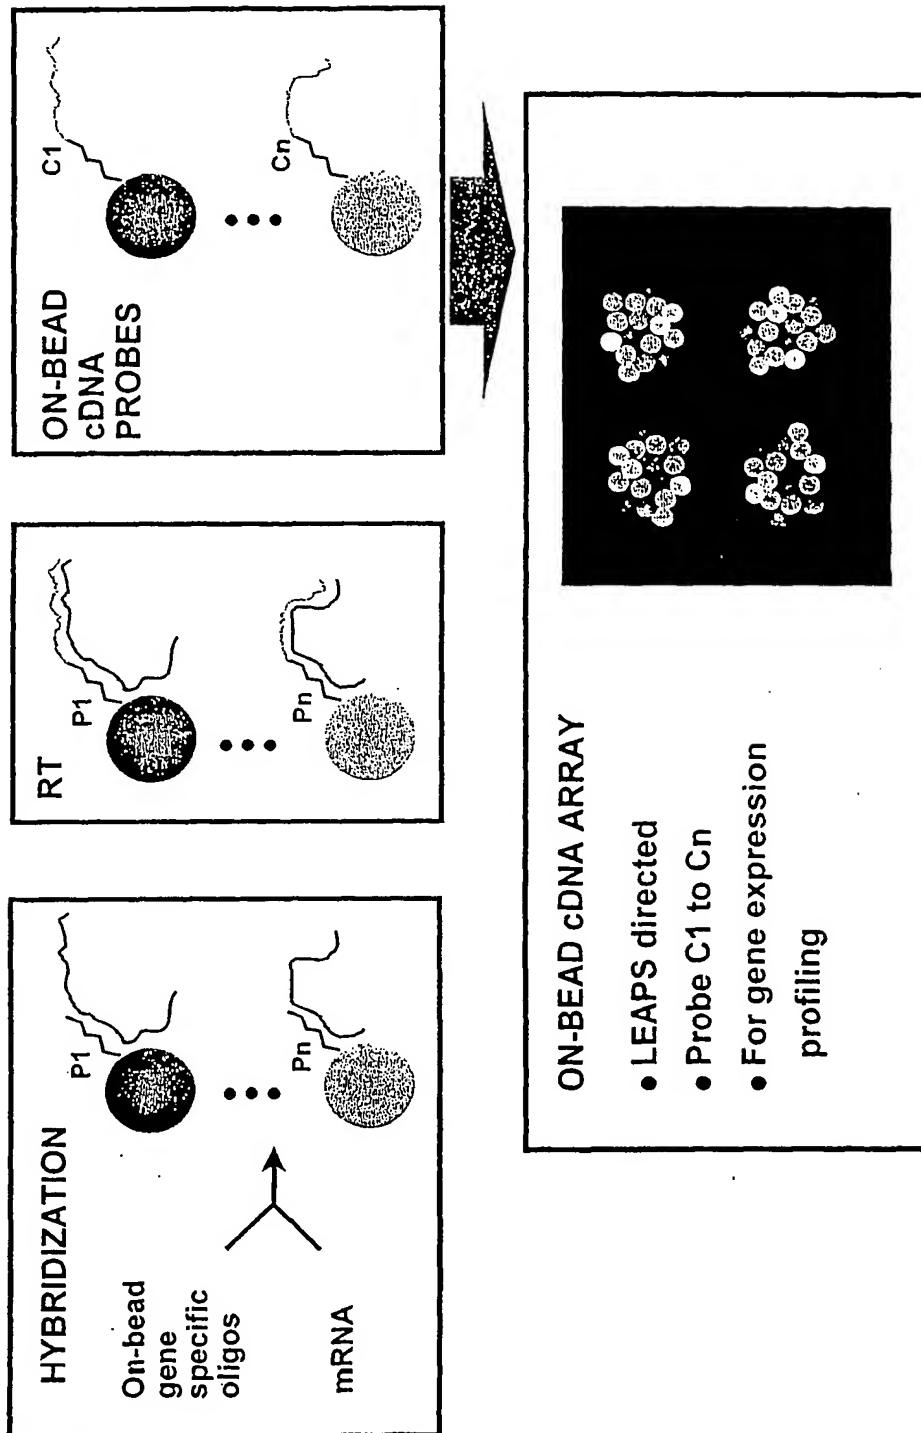 HYBRIDIZATION
On-bead
gene
specific
oligos
mRNA
P1
Pn
RT
P1
Pn
ON-BEAD
cDNA
PROBES
C1
Cn
ON-BEAD cDNA ARRAY
• LEAPS directed
• Probe C1 to Cn
• For gene expression
profiling